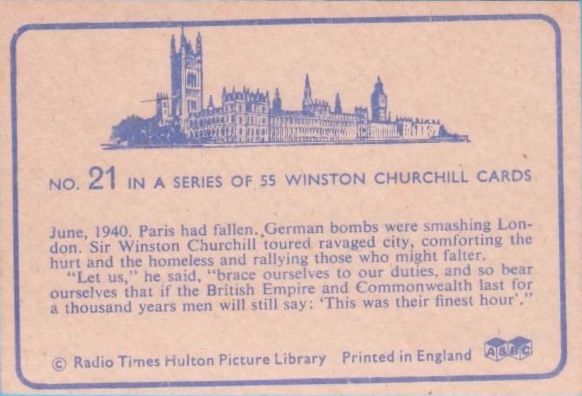 NO. 21 IN A SERIES OF 55 WINSTON CHURCHILL CARDS
June, 1940. Paris had fallen. German bombs were smashing Lon-
don. Sir Winston Churchill toured ravaged city, comforting the
hurt and the homeless and rallying those who might falter.
"Let us," he said, "brace ourselves to our duties, and so bear
ourselves that if the British Empire and Commonwealth last for
a thousand years men will still say: 'This was their finest hour'."
© Radio Times Hulton Picture Library Printed in England A&BC